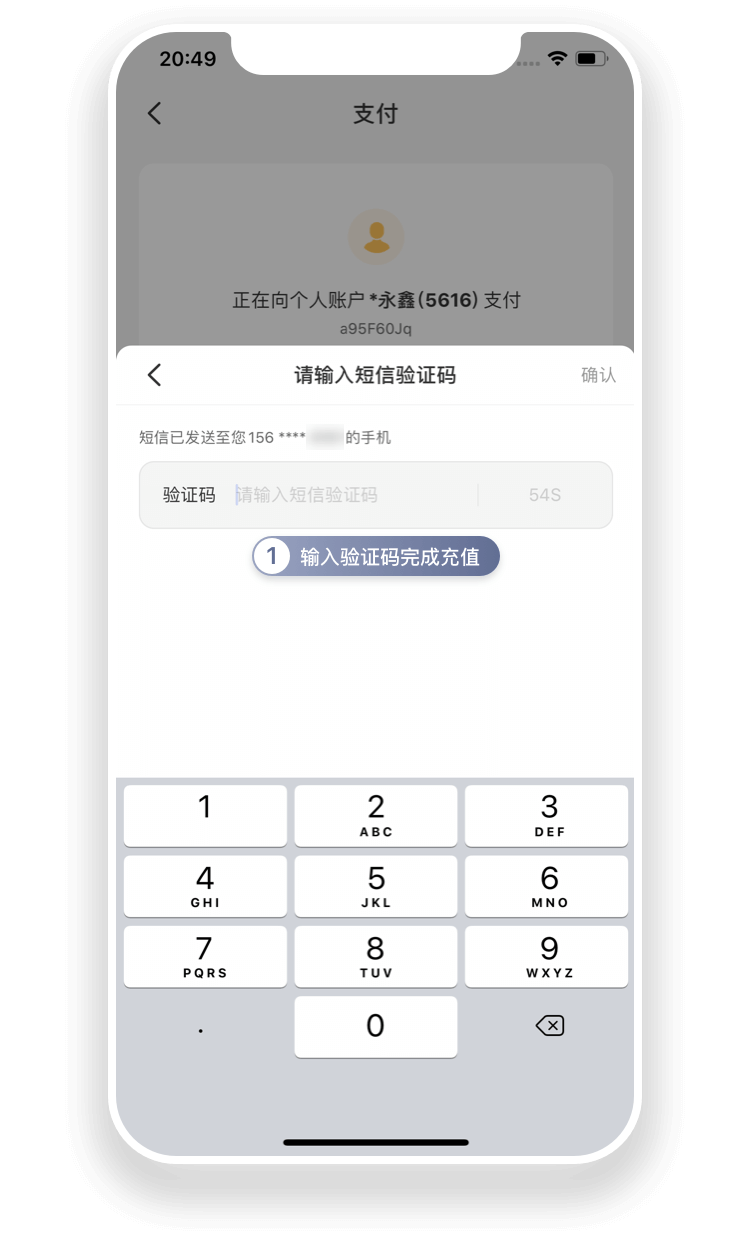 20:49
支付
正在向个人账户*永鑫(5616) 支付
a95F60Jq
请输入短信验证码 确认
短信已发送至您156 **** 的手机
验证码 请输入短信验证码 54S
1 输入验证码完成充值
1 2 3
ABC DEF
4 5 6
GHI JKL MNO
7 8 9
PQRS TUV WXYZ
. 0